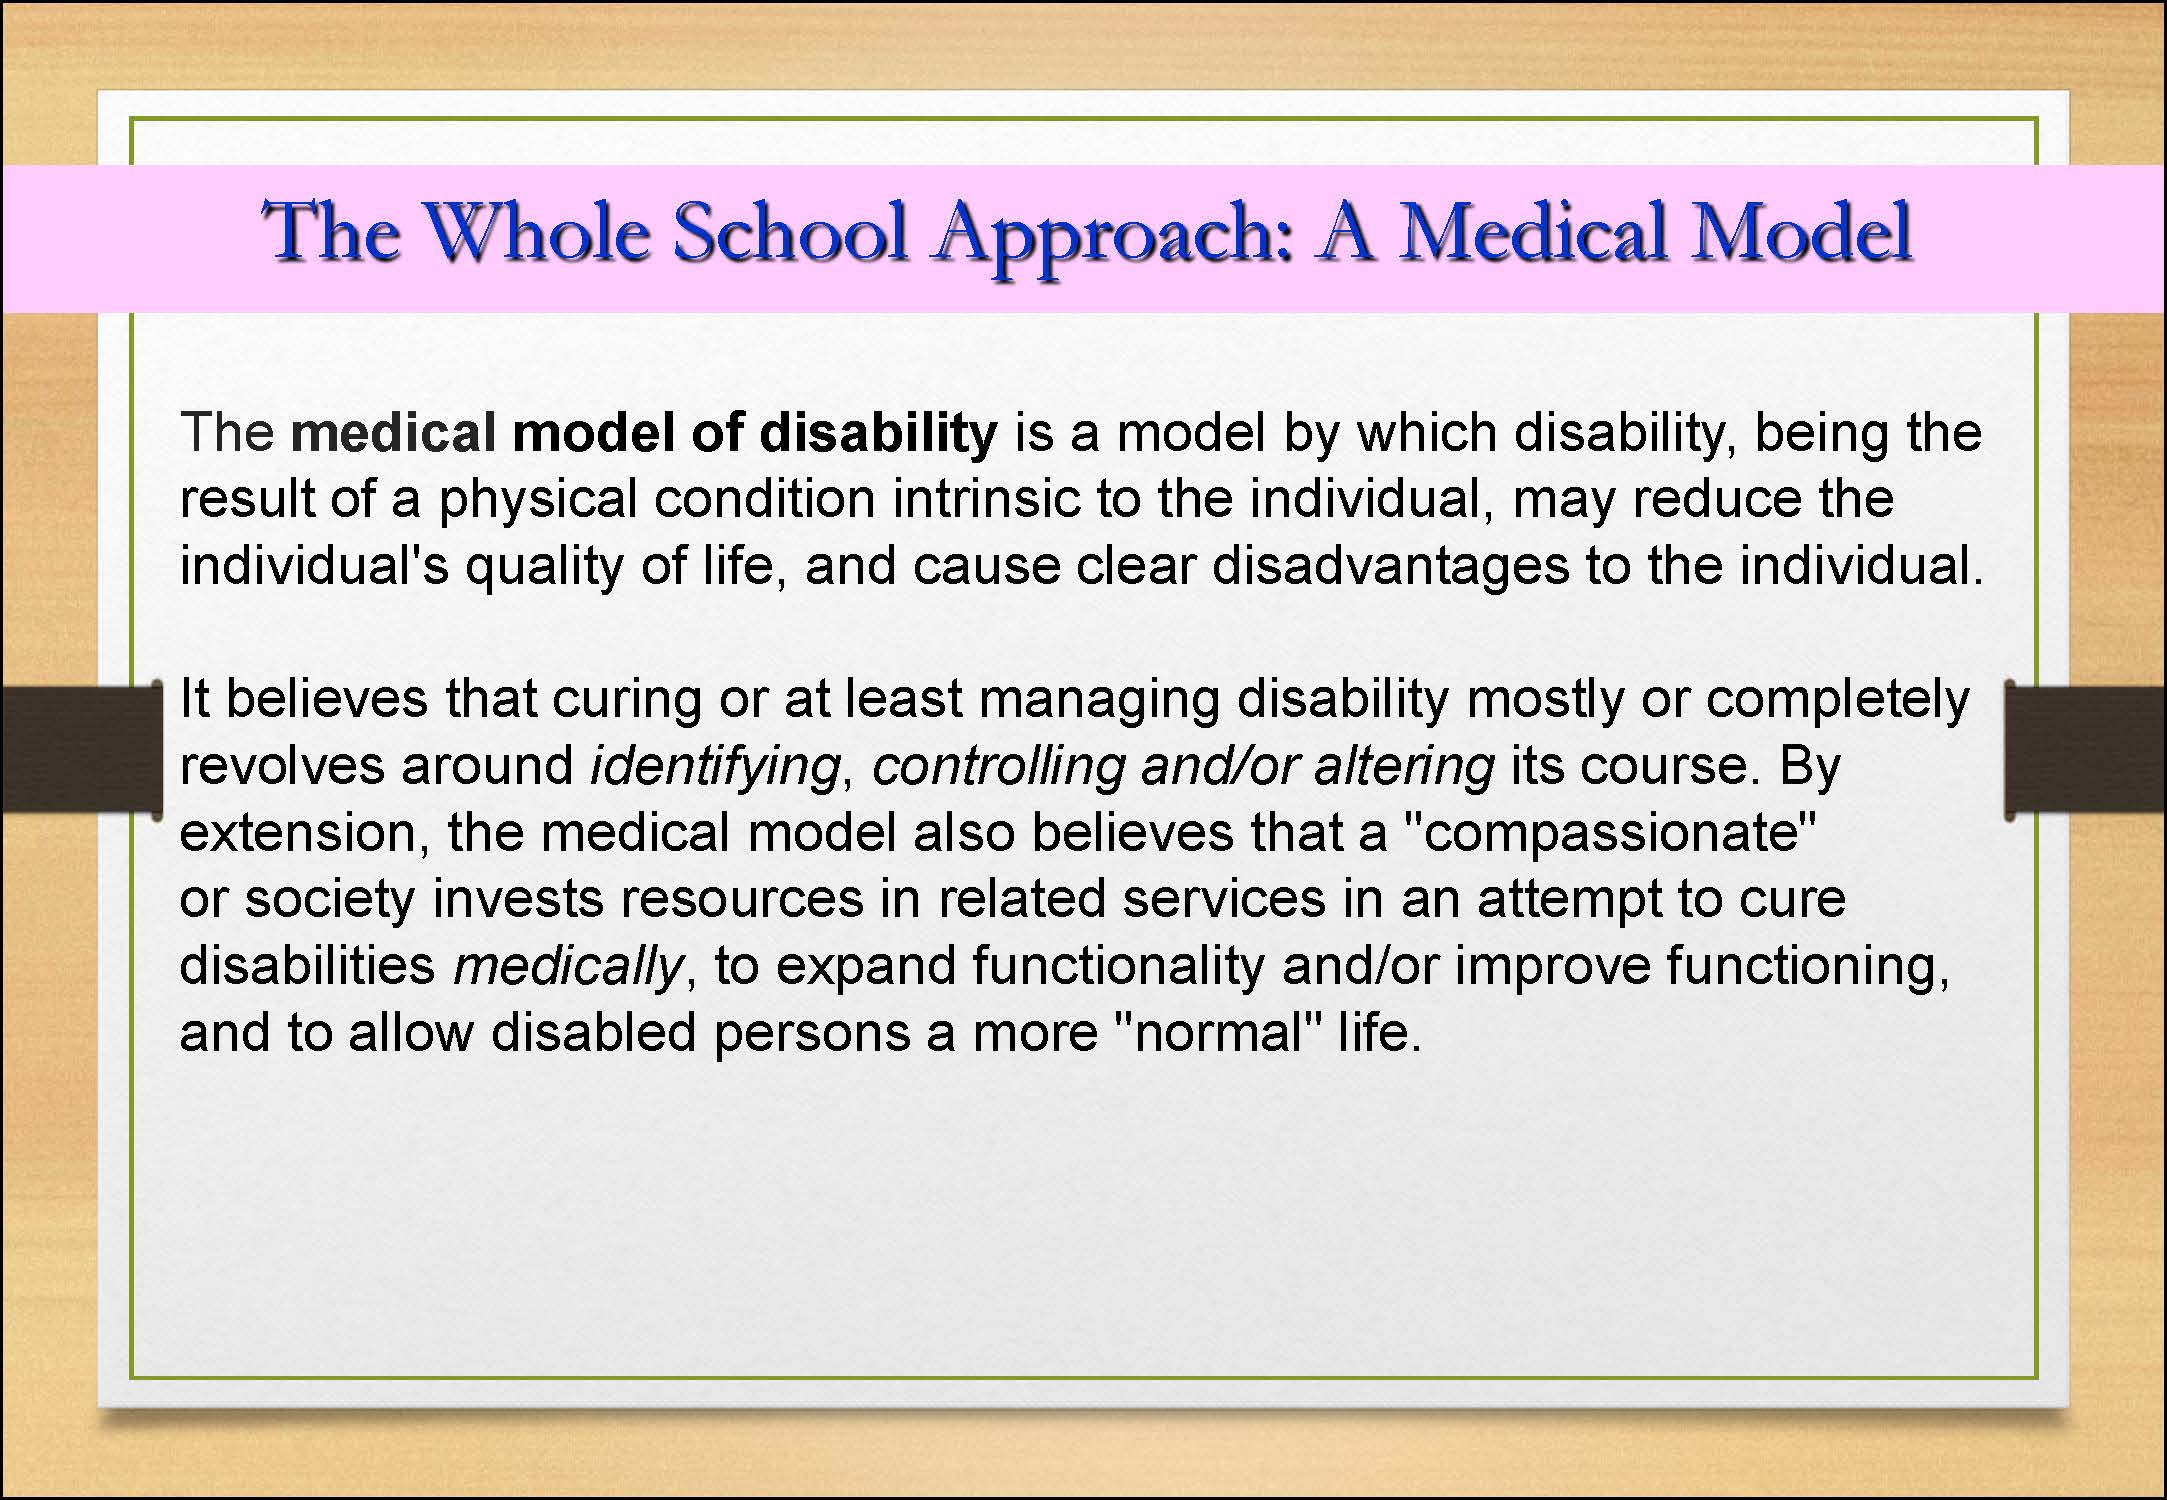 The Whole School Approach: A Medical Model
The medical model of disability is a model by which disability, being the
result of a physical condition intrinsic to the individual, may reduce the
individual's quality of life, and cause clear disadvantages to the individual.
It believes that curing or at least managing disability mostly or completely
revolves around identifying, controlling and/or altering its course. By
extension, the medical model also believes that a "compassionate"
or society invests resources in related services in an attempt to cure
disabilities medically, to expand functionality and/or improve functioning,
and to allow disabled persons a more "normal" life.